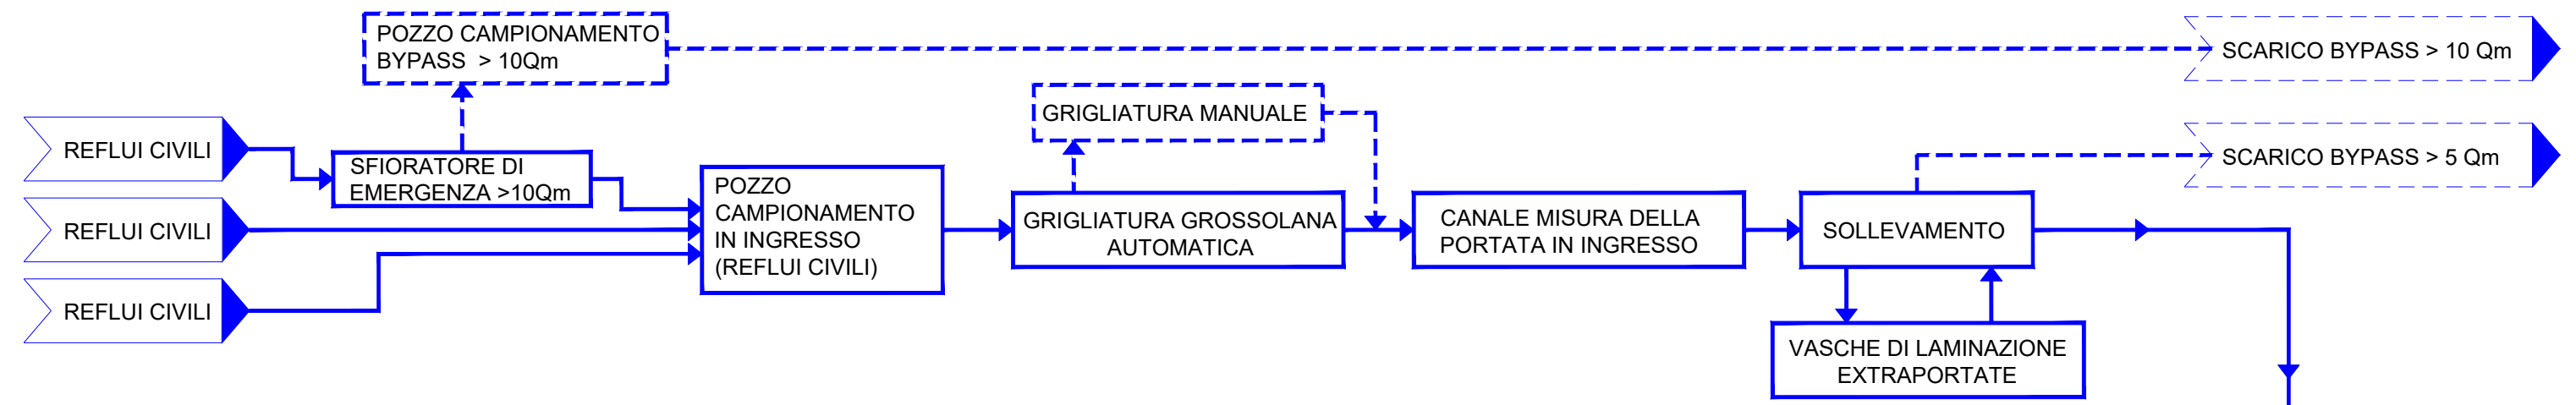 POZZO CAMPIONAMENTO
BYPASS > 10Qm
SCARICO BYPASS > 10 Qm
GRIGLIATURA MANUALE
REFLUI CIVILI
SFIORATORE DI
EMERGENZA >10Qm
SCARICO BYPASS > 5 Qm
REFLUI CIVILI
POZZO
CAMPIONAMENTO
IN INGRESSO
(REFLUI CIVILI)
GRIGLIATURA GROSSOLANA
AUTOMATICA
CANALE MISURA DELLA
PORTATA IN INGRESSO
SOLLEVAMENTO
REFLUI CIVILI
VASCHE DI LAMINAZIONE
EXTRAPORTATE